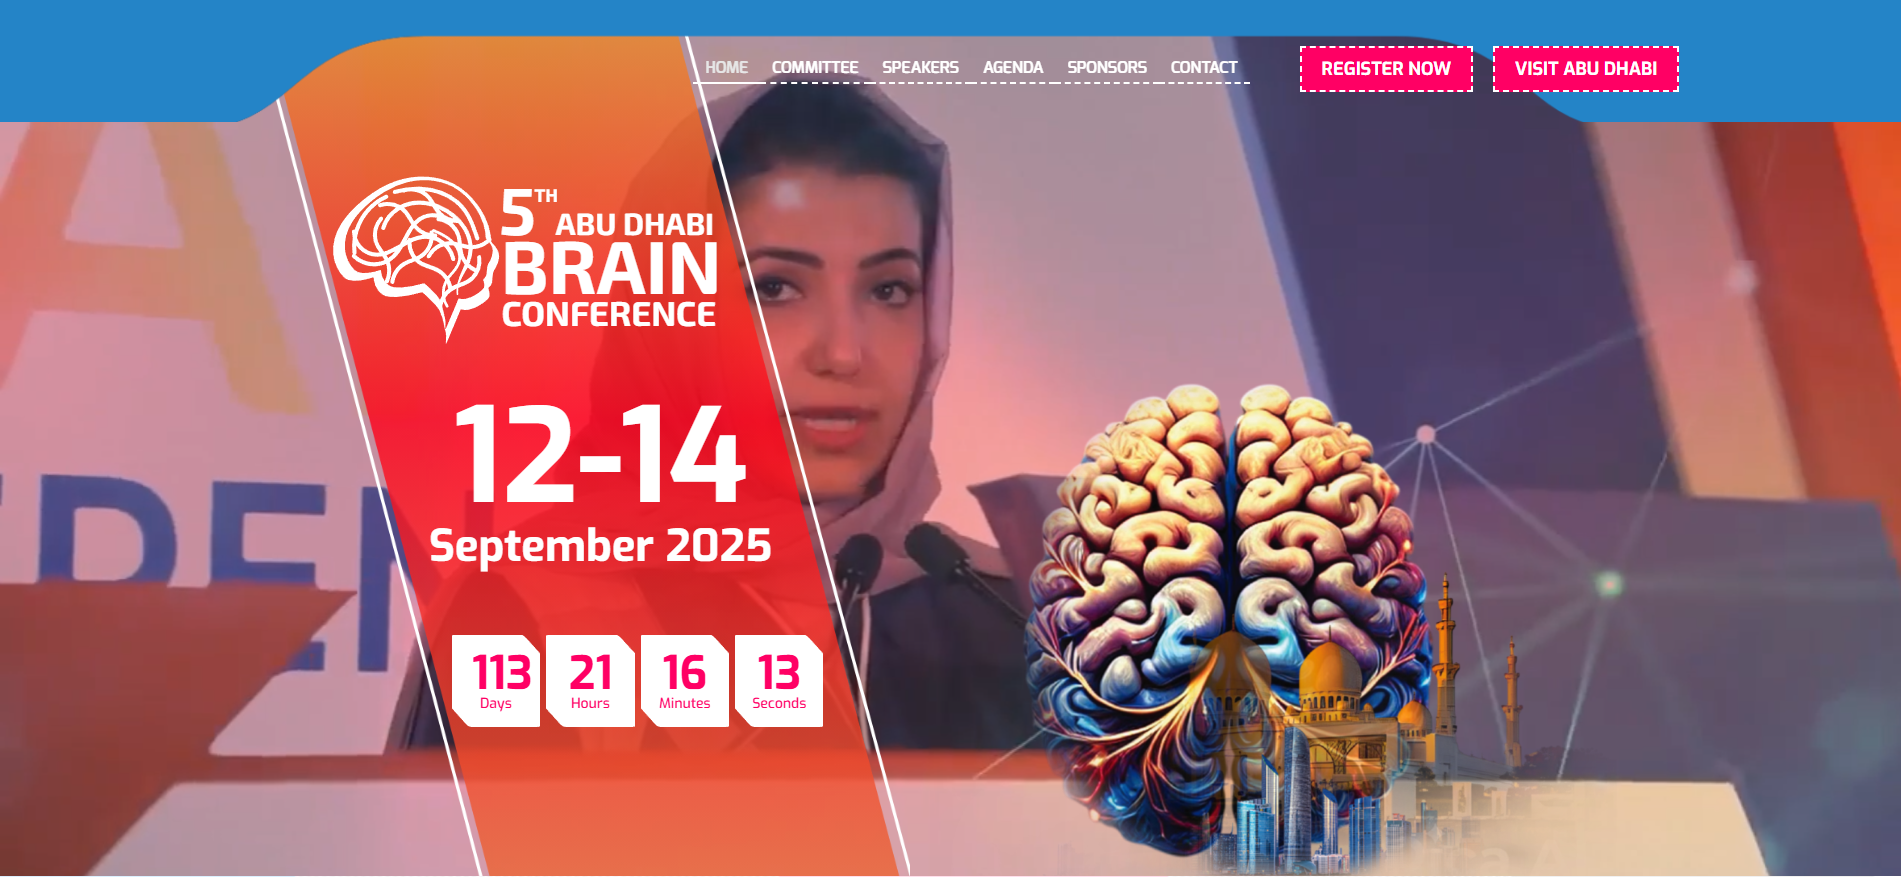 HOME COMMITTEE SPEAKERS AGENDA SPONSORS CONTACT REGISTER NOW VISIT ABU DHABI
5TH
ABU DHABI
BRAIN
CONFERENCE
12-14
September 2025
113 21 16 13
Days Hours Minutes Seconds